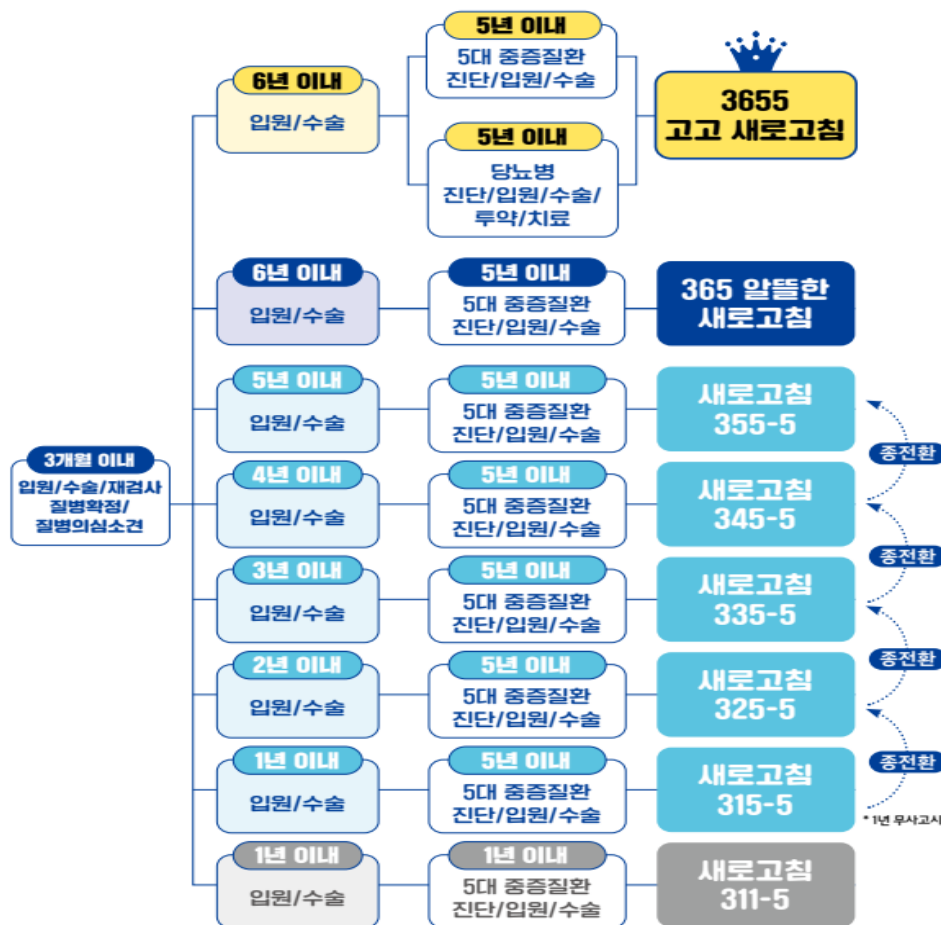 3개월 이내
입원/수술/재검사
질병확정/
질병의심소견
6년 이내
입원/수술
5년 이내
5대 중증질환
진단/입원/수술
5년 이내
당뇨병
진단/입원/수술/
투약/치료
3655
고고 새로고침
6년 이내
입원/수술
5년 이내
5대 중증질환
진단/입원/수술
365 알뜰한
새로고침
5년 이내
입원/수술
5년 이내
5대 중증질환
진단/입원/수술
새로고침
355-5
종전환
4년 이내
입원/수술
5년 이내
5대 중증질환
진단/입원/수술
새로고침
345-5
종전환
3년 이내
입원/수술
5년 이내
5대 중증질환
진단/입원/수술
새로고침
335-5
종전환
2년 이내
입원/수술
5년 이내
5대 중증질환
진단/입원/수술
새로고침
325-5
종전환
1년 이내
입원/수술
5년 이내
5대 중증질환
진단/입원/수술
새로고침
315-5
* 1년 무사고시
1년 이내
입원/수술
1년 이내
5대 중증질환
진단/입원/수술
새로고침
311-5